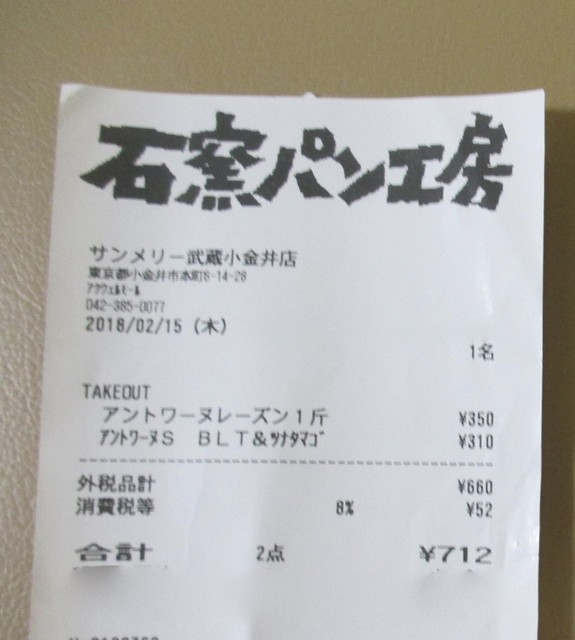 石窯パン工房
サンメリー武蔵小金井店
東京都小金井市本町6-14-28
ｱｸｳｪﾙﾓｰﾙ
042-385-0077
2018/02/15 (木)
1名
TAKEOUT
アントワーヌレーズン1斤 ¥350
ｱﾝﾄﾜｰﾇS BLT&ﾂﾅﾀﾏｺﾞ ¥310
外税品計 ¥660
消費税等 8% ¥52
合計 2点 ¥712